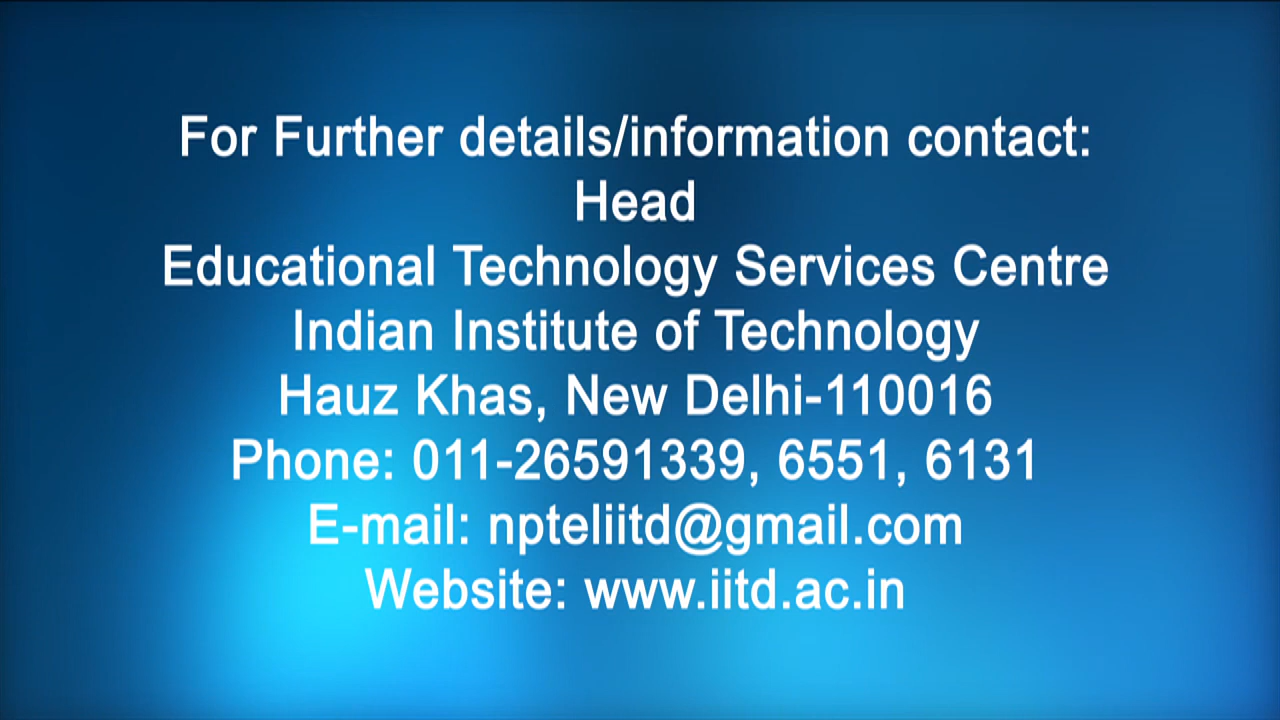 For Further details/information contact:
Head
Educational Technology Services Centre
Indian Institute of Technology
Hauz Khas, New Delhi-110016
Phone: 011-26591339, 6551, 6131
E-mail: npteliitd@gmail.com
Website: www.iitd.ac.in